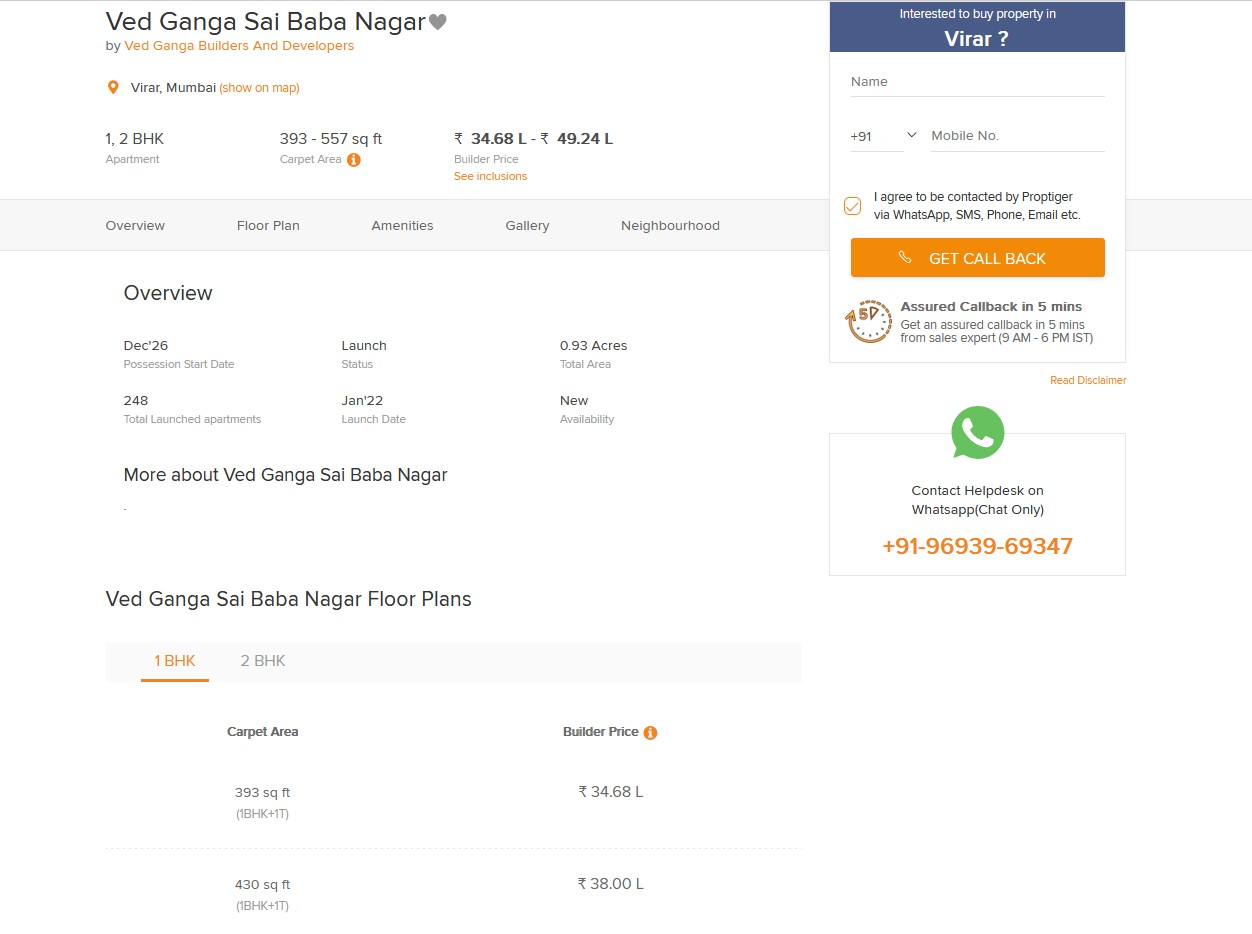 Ved Ganga Sai Baba Nagar
by Ved Ganga Builders And Developers
Virar, Mumbai (show on map)
1, 2 BHK
Apartment
393 - 557 sq ft
Carpet Area
₹ 34.68 L - ₹ 49.24 L
Builder Price
See inclusions
Interested to buy property in
Virar ?
Name
+91
Mobile No.
I agree to be contacted by Proptiger
via WhatsApp, SMS, Phone, Email etc.
GET CALL BACK
5
Assured Callback in 5 mins
Get an assured callback in 5 mins
from sales expert (9 AM - 6 PM IST)
Read Disclaimer
Contact Helpdesk on
Whatsapp(Chat Only)
+91-96939-69347
Overview Floor Plan Amenities Gallery Neighbourhood
Overview
Dec'26
Possession Start Date
Launch
Status
0.93 Acres
Total Area
248
Total Launched apartments
Jan'22
Launch Date
New
Availability
More about Ved Ganga Sai Baba Nagar
.
Ved Ganga Sai Baba Nagar Floor Plans
1 BHK 2 BHK
Carpet Area Builder Price
393 sq ft ₹ 34.68 L
(1BHK+1T)
430 sq ft ₹ 38.00 L
(1BHK+1T)